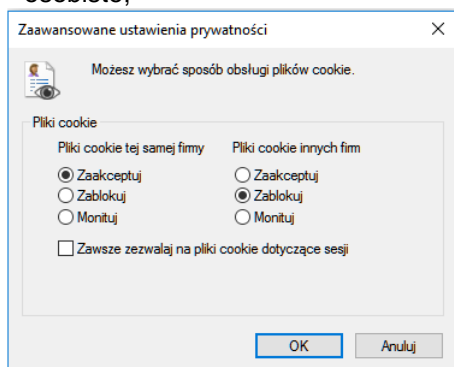 Zaawansowane ustawienia prywatności
Możesz wybrać sposób obsługi plików cookie.
Pliki cookie
Pliki cookie tej samej firmy Pliki cookie innych firm
Zaakceptuj Zaakceptuj
Zablokuj Zablokuj
Monituj Monituj
Zawsze zezwalaj na pliki cookie dotyczące sesji
OK Anuluj